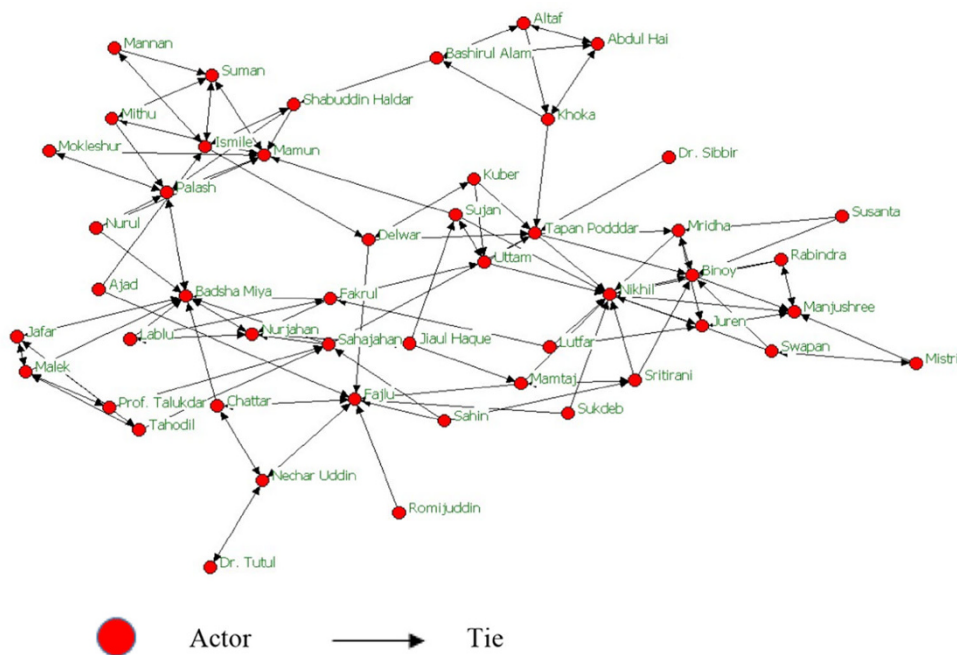 Altaf
Mannan
Abdul Hai
Bashirul Alam
Suman
Shabuddin Haldar
Mithu
Khoka
Ismile
Mokleshur
Mamun
Dr. Sibbir
Kuber
Palash
Sujan
Susanta
Nurul
Tapan Podddar
Mridha
Delwar
Uttam
Binoy
Rabindra
Ajad
Badsha Miya
Fakrul
Nikhil
Manjushree
Jafar
Lablu
Nurjahan
Sahajahan
Jiaul Haque
Lutfar
Juren
Swapan
Malek
Mistri
Mamtaj
Sritirani
Prof. Talukdar
Chattar
Fajlu
Tahodil
Sahin
Sukdeb
Nechar Uddin
Romijuddin
Dr. Tutul
Actor
Tie